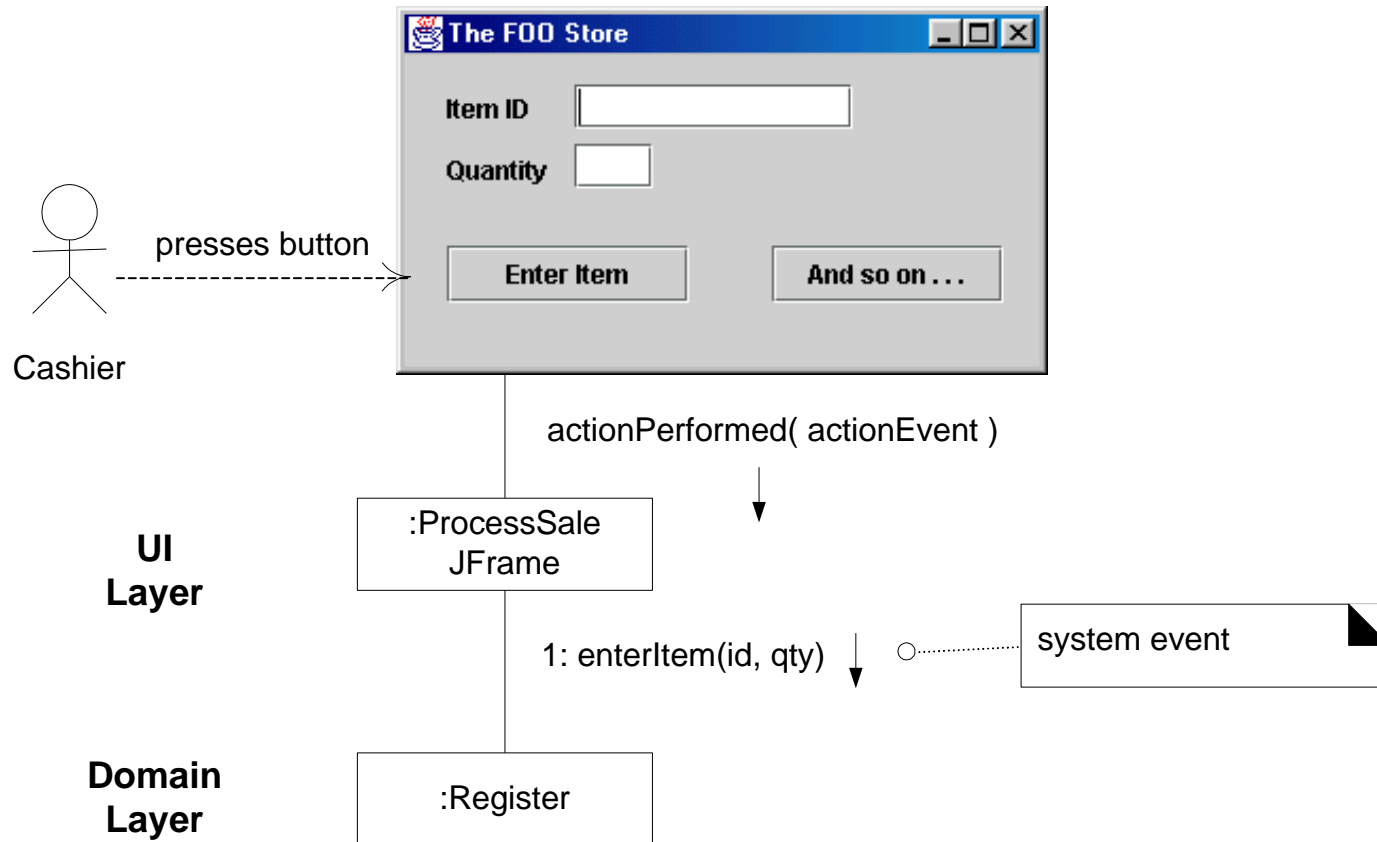 The FOO Store
Item ID
Quantity
presses button
Enter Item
And so on . . .
Cashier
actionPerformed( actionEvent )
:ProcessSale
JFrame
UI
Layer
1: enterItem(id, qty)
system event
Domain
Layer
:Register